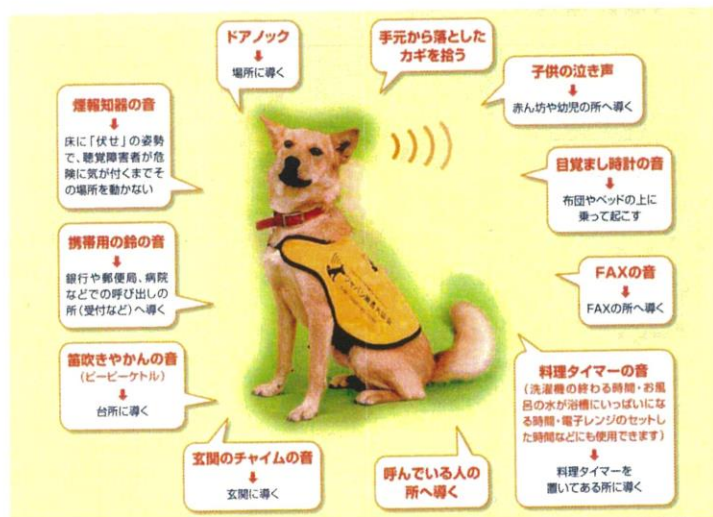 ドアノック
↓
場所に導く
手元から落とした
カギを拾う
子供の泣き声
↓
赤ん坊や幼児の所へ導く
煙報知器の音
↓
床に「伏せ」の姿勢
で、聴覚障害者が危
険に気が付くまでそ
の場所を動かない
目覚まし時計の音
↓
布団やベッドの上に
乗って起こす
携帯用の鈴の音
↓
銀行や郵便局、病院
などでの呼び出しの
所(受付など)へ導く
FAXの音
↓
FAXの所へ導く
笛吹きやかんの音
(ピーピーケトル)
↓
台所に導く
料理タイマーの音
(洗濯機の終わる時間・お風
呂の水が浴槽にいっぱいにな
る時間・電子レンジのセットし
た時間などにも使用できます)
↓
料理タイマーを
置いてある所に導く
玄関のチャイムの音
↓
玄関に導く
呼んでいる人の
所へ導く